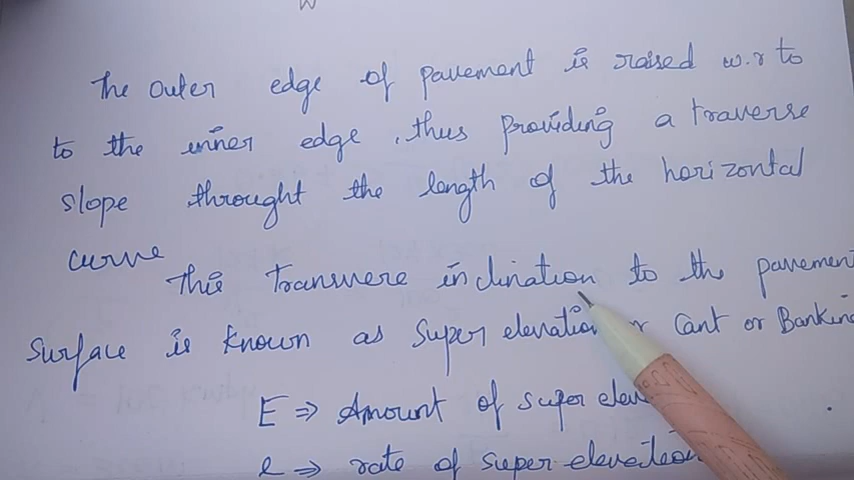 The outer edge of pavement is raised w.r to
to the inner edge, thus providing a traverse
slope throught the length of the horizontal
curve
This Transvere inclination to the pavement
Surface is known as Super elevation or Cant or Banking
E => Amount of super elev
e => rate of super elevation